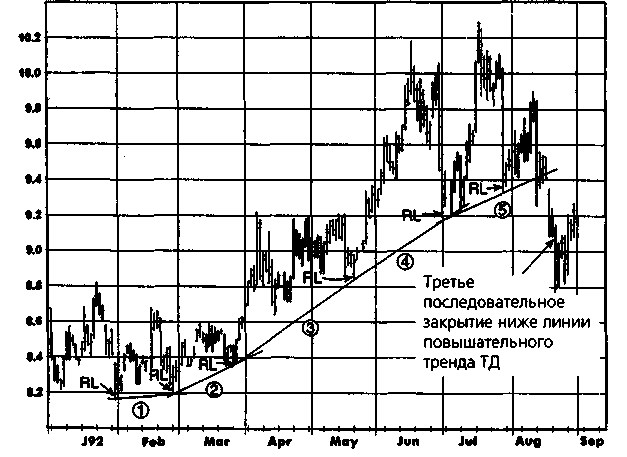 10.2
10.0
9.8
9.6
9.4
9.2
9.0
8.8
8.6
8.4
8.2
RL
RL
RL
RL
RL
RL
①
②
③
④
⑤
Третье
последовательное
закрытие ниже линии
повышательного
тренда ТД
J92 Feb Mar Apr May Jun Jul Aug Sep